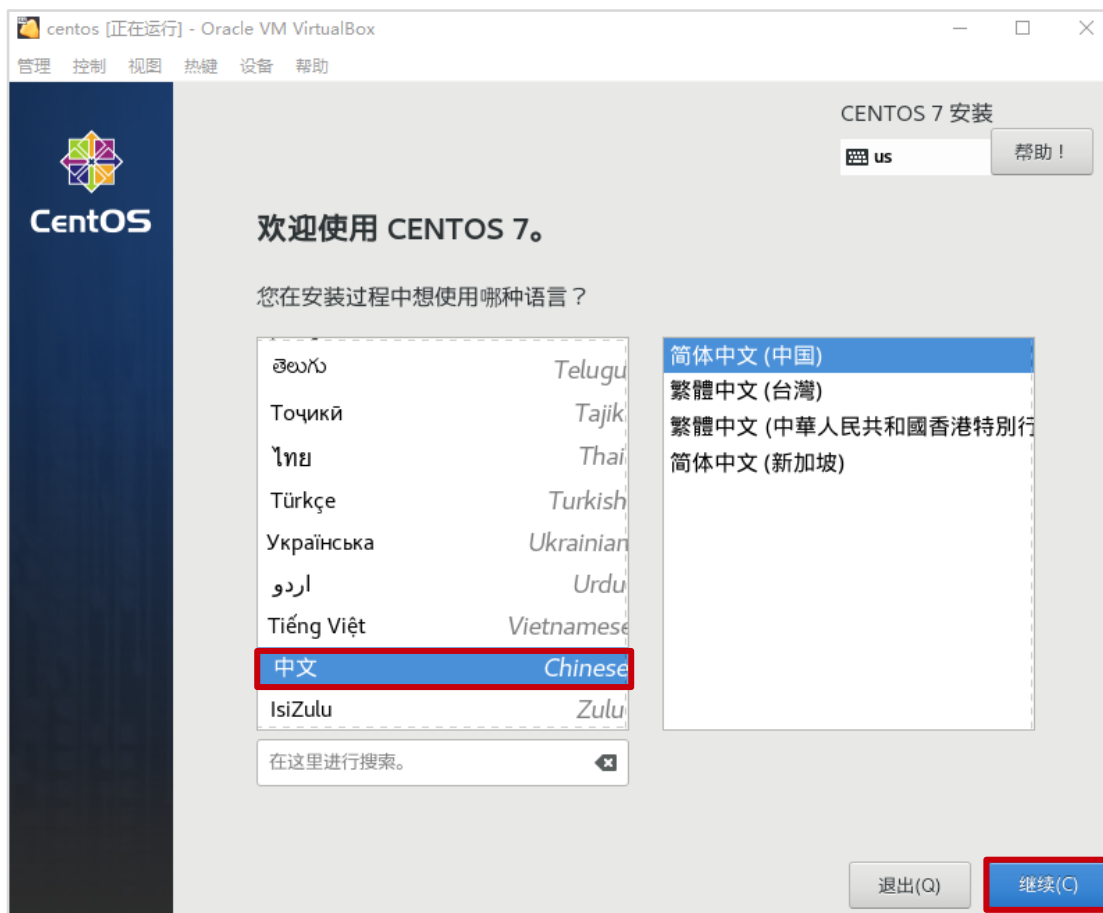 centos [正在运行] - Oracle VM VirtualBox
管理 控制 视图 热键 设备 帮助
CENTOS 7 安装
us
帮助！
CentOS
欢迎使用 CENTOS 7。
您在安装过程中想使用哪种语言？
తెలుగు Telugu
Тоҷикӣ Tajik
ไทย Thai
Türkçe Turkish
Українська Ukrainian
اردو Urdu
Tiếng Việt Vietnamese
中文 Chinese
IsiZulu Zulu
简体中文 (中国)
繁體中文 (台灣)
繁體中文 (中華人民共和國香港特別行
简体中文 (新加坡)
在这里进行搜索。
退出(Q)
继续(C)